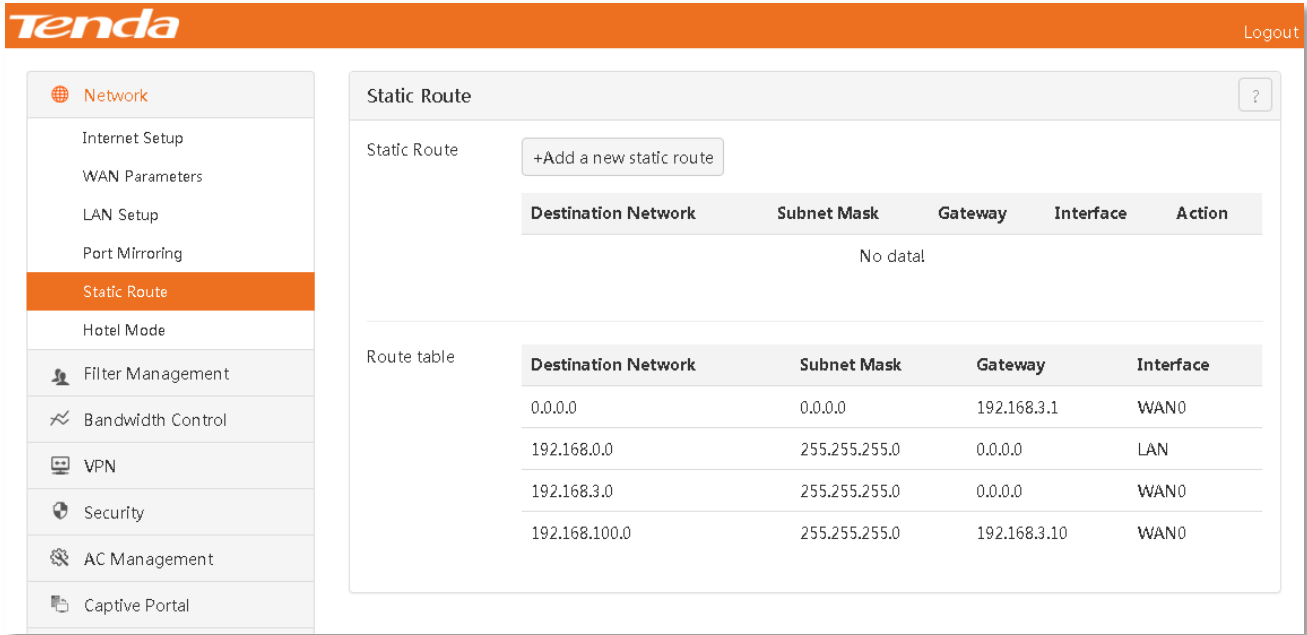 Tenda
Logout
Network
Internet Setup
WAN Parameters
LAN Setup
Port Mirroring
Static Route
Hotel Mode
Filter Management
Bandwidth Control
VPN
Security
AC Management
Captive Portal
Static Route ?
Static Route +Add a new static route
Destination Network Subnet Mask Gateway Interface Action
No data!
Route table Destination Network Subnet Mask Gateway Interface
0.0.0.0 0.0.0.0 192.168.3.1 WAN0
192.168.0.0 255.255.255.0 0.0.0.0 LAN
192.168.3.0 255.255.255.0 0.0.0.0 WAN0
192.168.100.0 255.255.255.0 192.168.3.10 WAN0